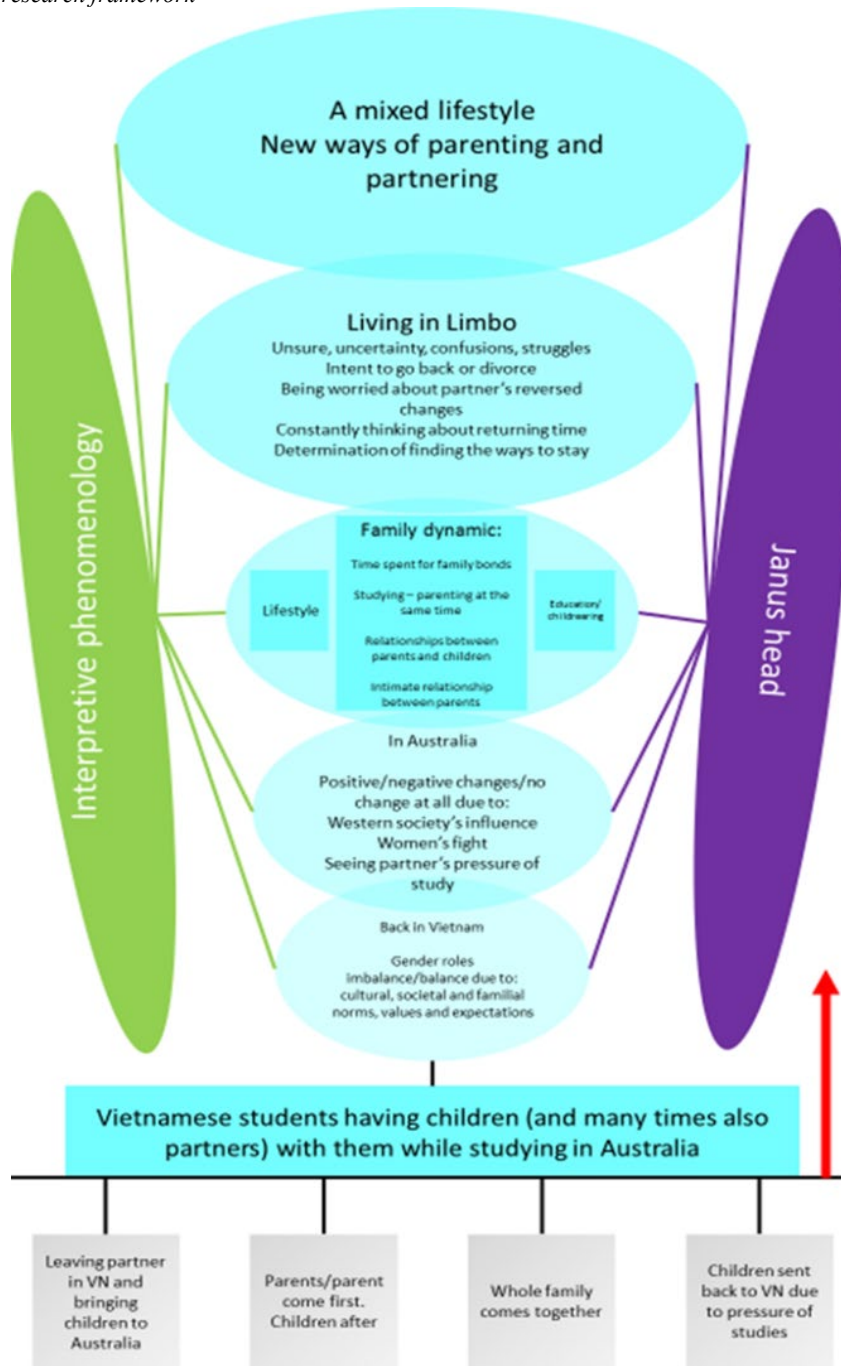 research framework
A mixed lifestyle
New ways of parenting and
partnering
Living in Limbo
Unsure, uncertainty, confusions, struggles
Intent to go back or divorce
Being worried about partner's reversed
changes
Constantly thinking about returning time
Determination of finding the ways to stay
Interpretive phenomenology
Janus head
Family dynamic:
Time spent for family bonds
Studying – parenting at the
same time
Relationships between
parents and children
Intimate relationship
between parents
Lifestyle
Education/
childrearing
In Australia
Positive/negative changes/no
change at all due to:
Western society's influence
Women's fight
Seeing partner's pressure of
study
Back in Vietnam
Gender roles
imbalance/balance due to:
cultural, societal and familial
norms, values and expectations
Vietnamese students having children (and many times also
partners) with them while studying in Australia
Leaving partner
in VN and
bringing
children to
Australia
Parents/parent
come first.
Children after
Whole family
comes together
Children sent
back to VN due
to pressure of
studies